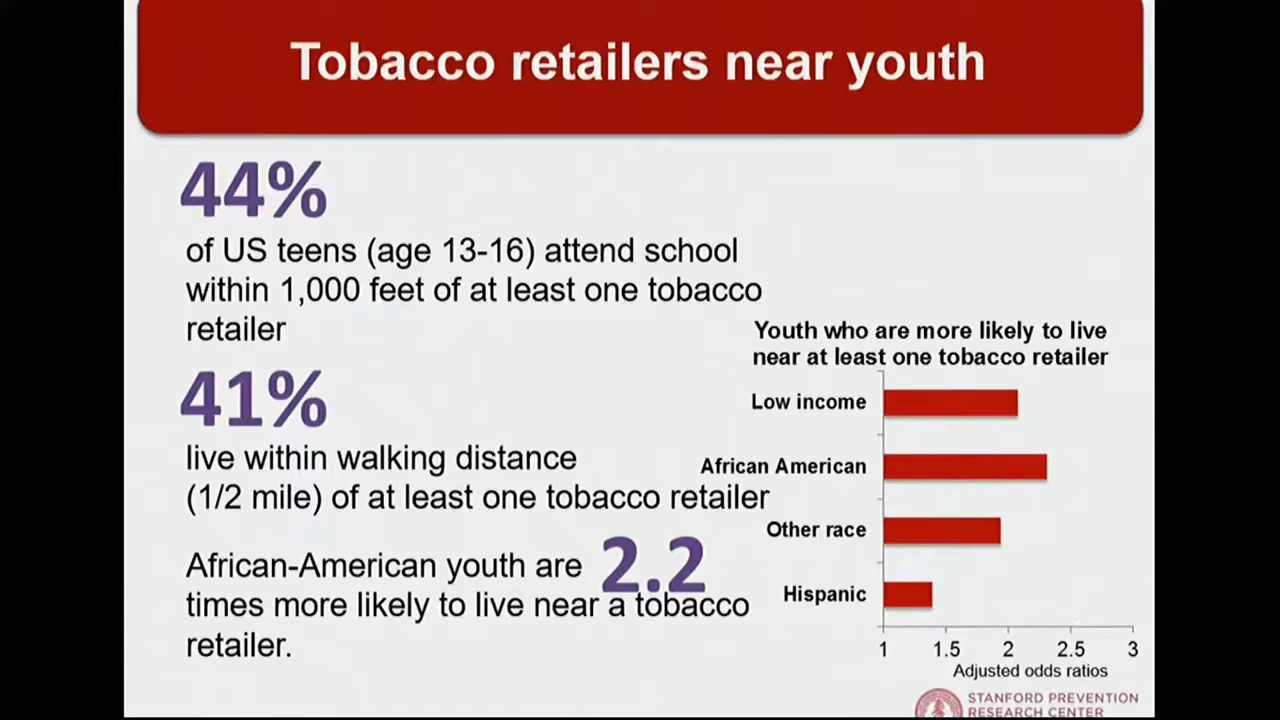 Tobacco retailers near youth
44%
of US teens (age 13-16) attend school
within 1,000 feet of at least one tobacco
retailer
41%
live within walking distance
(1/2 mile) of at least one tobacco retailer
African-American youth are 2.2
times more likely to live near a tobacco
retailer.
Youth who are more likely to live
near at least one tobacco retailer
Low income
African American
Other race
Hispanic
1 1.5 2 2.5 3
Adjusted odds ratios
STANFORD PREVENTION
RESEARCH CENTER